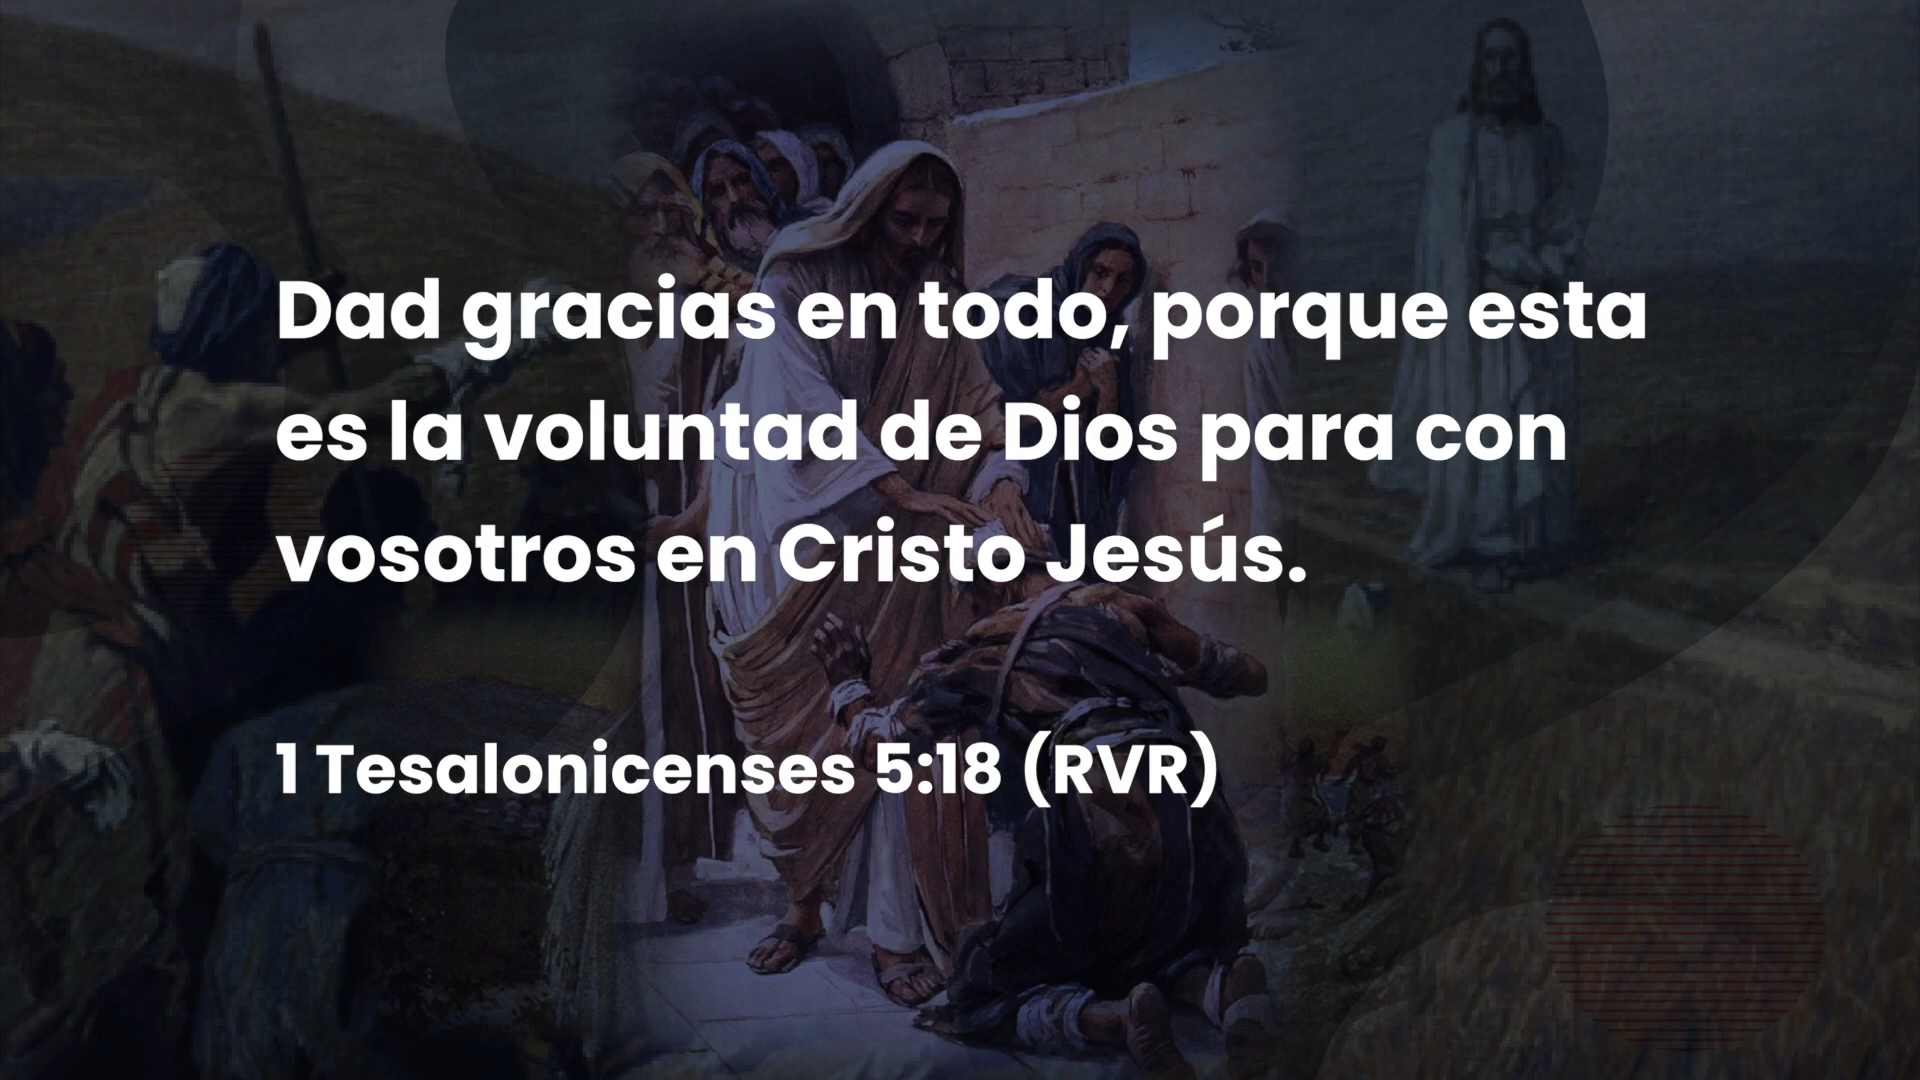 Dad gracias en todo, porque esta
es la voluntad de Dios para con
vosotros en Cristo Jesús.
1 Tesalonicenses 5:18 (RVR)